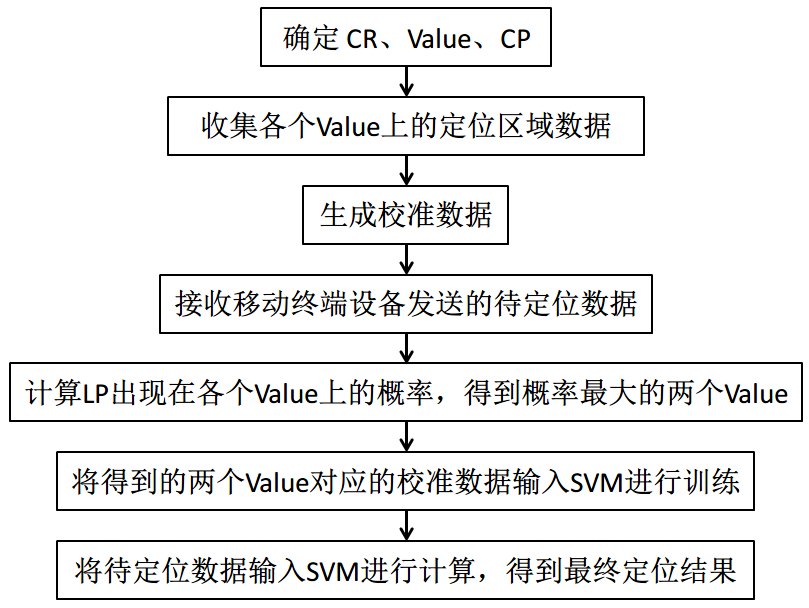 确定 CR、Value、CP
收集各个Value上的定位区域数据
生成校准数据
接收移动终端设备发送的待定位数据
计算LP出现在各个Value上的概率，得到概率最大的两个Value
将得到的两个Value对应的校准数据输入SVM进行训练
将待定位数据输入SVM进行计算，得到最终定位结果